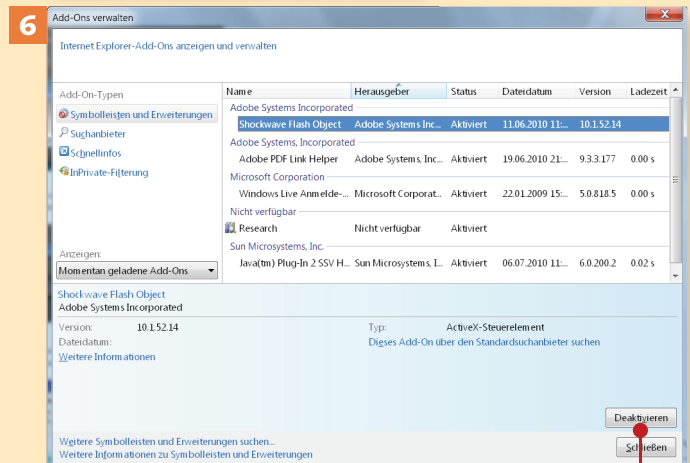 6
Add-Ons verwalten
Internet Explorer-Add-Ons anzeigen und verwalten
Add-On-Typen
Symbolleisten und Erweiterungen
Suchanbieter
Schnellinfos
InPrivate-Filterung
Anzeigen:
Momentan geladene Add-Ons
Name Herausgeber Status Dateidatum Version Ladezeit
Adobe Systems Incorporated
Shockwave Flash Object Adobe Systems Inc... Aktiviert 11.06.2010 11:... 10.1.52.14
Adobe Systems, Incorporated
Adobe PDF Link Helper Adobe Systems, Inc... Aktiviert 19.06.2010 21:... 9.3.3.177 0.00 s
Microsoft Corporation
Windows Live Anmelde-... Microsoft Corporat... Aktiviert 22.01.2009 15:... 5.0.818.5 0.00 s
Nicht verfügbar
Research Nicht verfügbar Aktiviert
Sun Microsystems, Inc.
Java(tm) Plug-In 2 SSV H... Sun Microsystems, I... Aktiviert 06.07.2010 11:... 6.0.200.2 0.02 s
Shockwave Flash Object
Adobe Systems Incorporated
Version: 10.1.52.14
Dateidatum:
Weitere Informationen
Typ: ActiveX-Steuerelement
Dieses Add-On über den Standardsuchanbieter suchen
Deaktivieren
Weitere Symbolleisten und Erweiterungen suchen...
Weitere Informationen zu Symbolleisten und Erweiterungen
Schließen